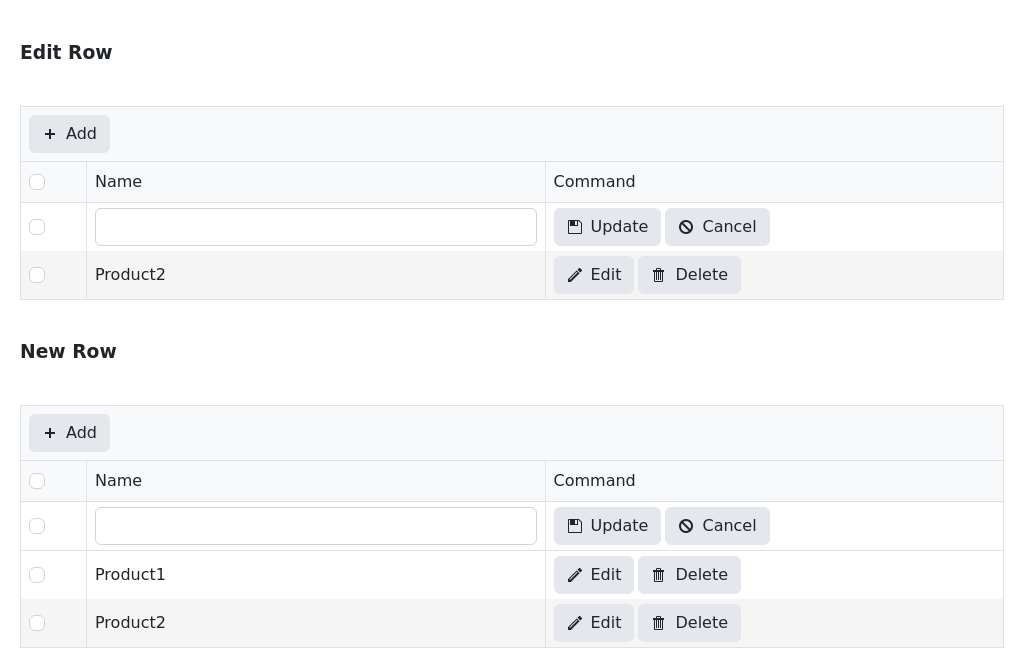 Edit Row
Add
Name Command
Update Cancel
Product2 Edit Delete
New Row
Add
Name Command
Update Cancel
Product1 Edit Delete
Product2 Edit Delete